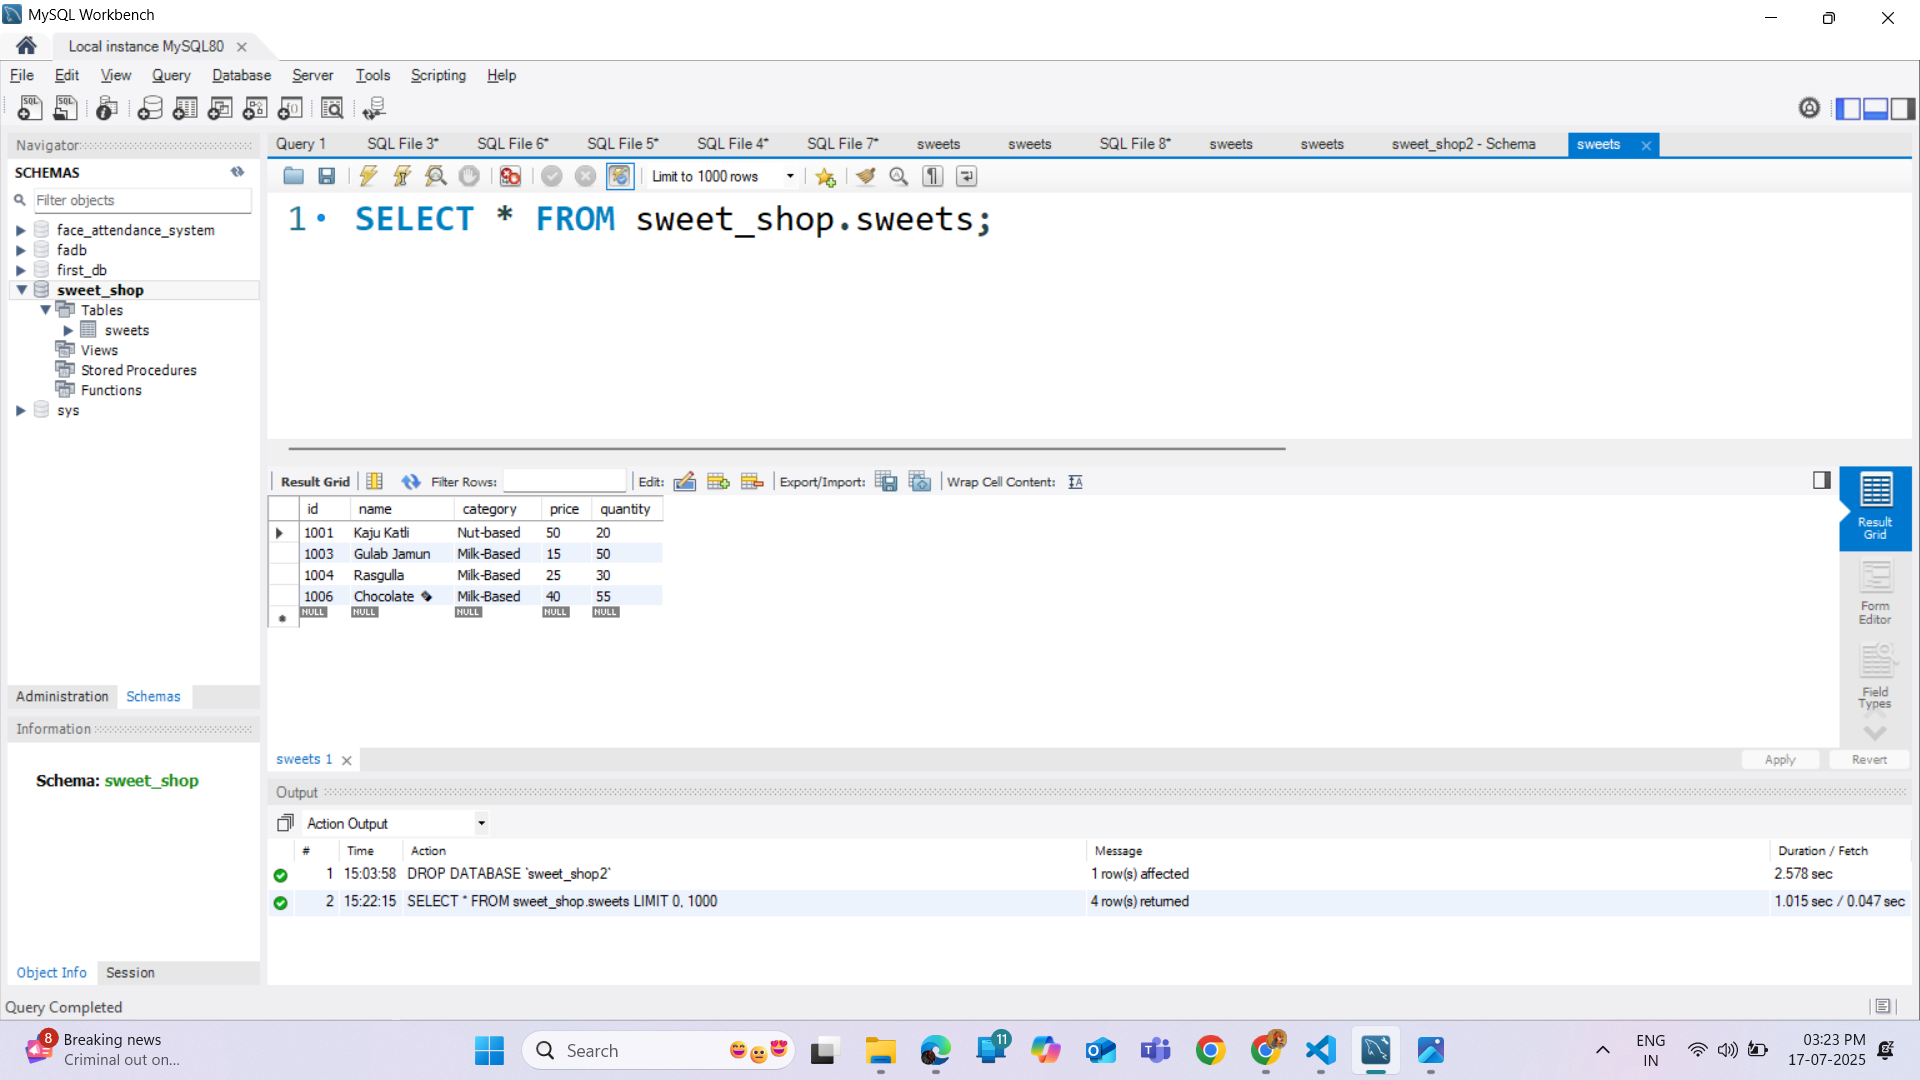 MySQL Workbench
Local instance MySQL80
File Edit View Query Database Server Tools Scripting Help
Navigator
Query 1 SQL File 3* SQL File 6* SQL File 5* SQL File 4* SQL File 7* sweets sweets SQL File 8* sweets sweets sweet_shop2 - Schema sweets
SCHEMAS
Limit to 1000 rows
Filter objects
1 SELECT * FROM sweet_shop.sweets;
face_attendance_system
fadb
first_db
sweet_shop
Tables
sweets
Views
Stored Procedures
Functions
sys
Result Grid Filter Rows: Edit: Export/Import: Wrap Cell Content:
id name category price quantity
1001 Kaju Katli Nut-based 50 20
1003 Gulab Jamun Milk-Based 15 50
1004 Rasgulla Milk-Based 25 30
1006 Chocolate 🍫 Milk-Based 40 55
NULL NULL NULL NULL NULL
Result
Grid
Form
Editor
Field
Types
Administration Schemas
Information
Schema: sweet_shop
sweets 1
Apply Revert
Output
Action Output
# Time Action Message Duration / Fetch
1 15:03:58 DROP DATABASE `sweet_shop2` 1 row(s) affected 2.578 sec
2 15:22:15 SELECT * FROM sweet_shop.sweets LIMIT 0, 1000 4 row(s) returned 1.015 sec / 0.047 sec
Object Info Session
Query Completed
8 Breaking news
Criminal out on...
Search
11
ENG
IN
03:23 PM
17-07-2025